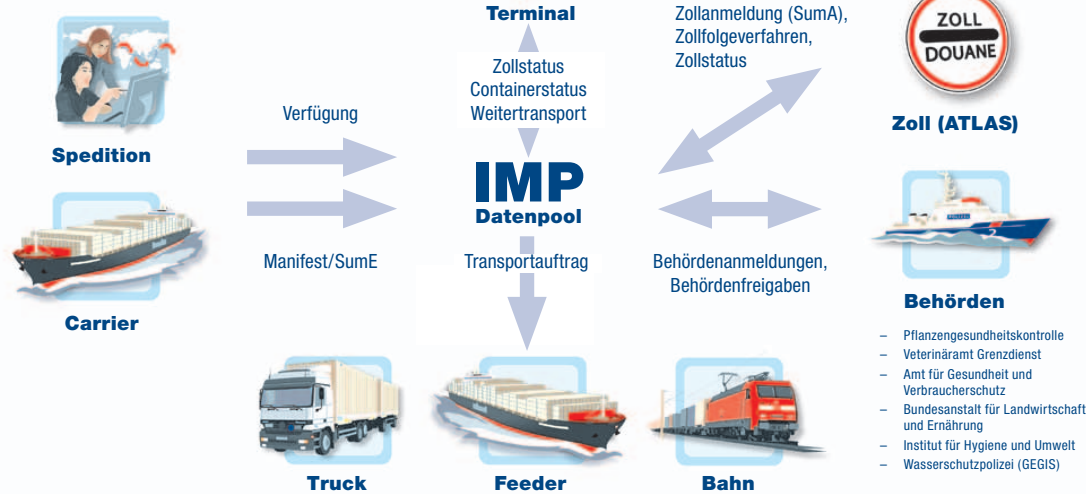 Terminal
Zollstatus
Containerstatus
Weitertransport
Zollanmeldung (SumA),
Zollfolgeverfahren,
Zollstatus
ZOLL
DOUANE
Zoll (ATLAS)
Verfügung
Spedition
IMP
Datenpool
Manifest/SumE
Transportauftrag
Behördenanmeldungen,
Behördenfreigaben
Carrier
Behörden
– Pflanzengesundheitskontrolle
– Veterinäramt Grenzdienst
– Amt für Gesundheit und
Verbraucherschutz
– Bundesanstalt für Landwirtschaft
und Ernährung
– Institut für Hygiene und Umwelt
– Wasserschutzpolizei (GEGIS)
Truck
Feeder
Bahn